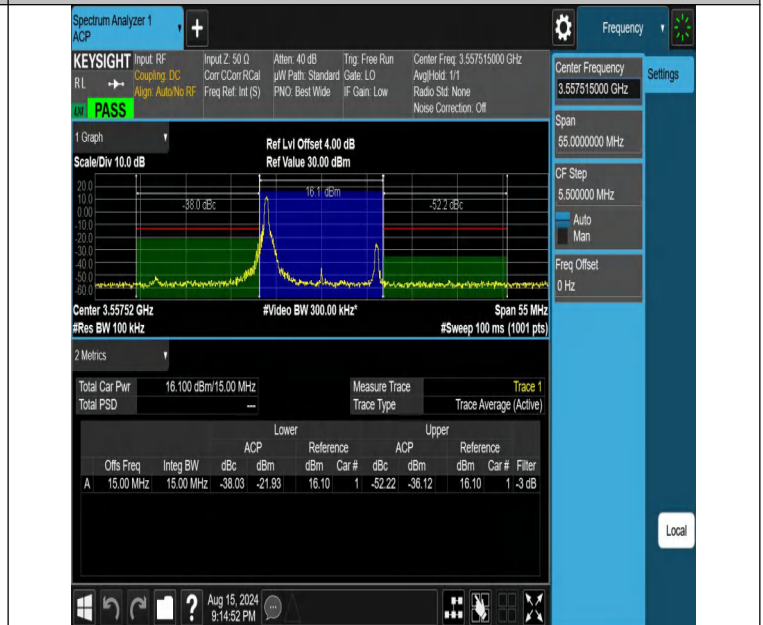 Spectrum Analyzer 1
ACP
Frequency
KEYSIGHT
RL
PASS
Input: RF
Coupling: DC
Align: Auto/No RF
Input Z: 50 Ω
Corr CCorr RCal
Freq Ref: Int (S)
Atten: 40 dB
µW Path: Standard
PNO: Best Wide
Trig: Free Run
Gate: LO
IF Gain: Low
Center Freq: 3.557515000 GHz
Avg|Hold: 1/1
Radio Std: None
Noise Correction: Off
Center Frequency
3.557515000 GHz
Settings
Span
55.0000000 MHz
CF Step
5.500000 MHz
Auto
Man
Freq Offset
0 Hz
1 Graph
Scale/Div 10.0 dB
Ref Lvl Offset 4.00 dB
Ref Value 30.00 dBm
20.0
10.0
0.00
-10.0
-20.0
-30.0
-40.0
-50.0
-60.0
-38.0 dBc
16.1 dBm
-52.2 dBc
Center 3.55752 GHz
#Video BW 300.00 kHz*
Span 55 MHz
#Res BW 100 kHz
#Sweep 100 ms (1001 pts)
2 Metrics
Total Car Pwr 16.100 dBm/15.00 MHz
Measure Trace Trace 1
Total PSD ---
Trace Type Trace Average (Active)
Lower Upper
ACP Reference ACP Reference
Offs Freq Integ BW dBc dBm dBm Car # dBc dBm dBm Car # Filter
A 15.00 MHz 15.00 MHz -38.03 -21.93 16.10 1 -52.22 -36.12 16.10 1 -3 dB
Local
Aug 15, 2024
9:14:52 PM